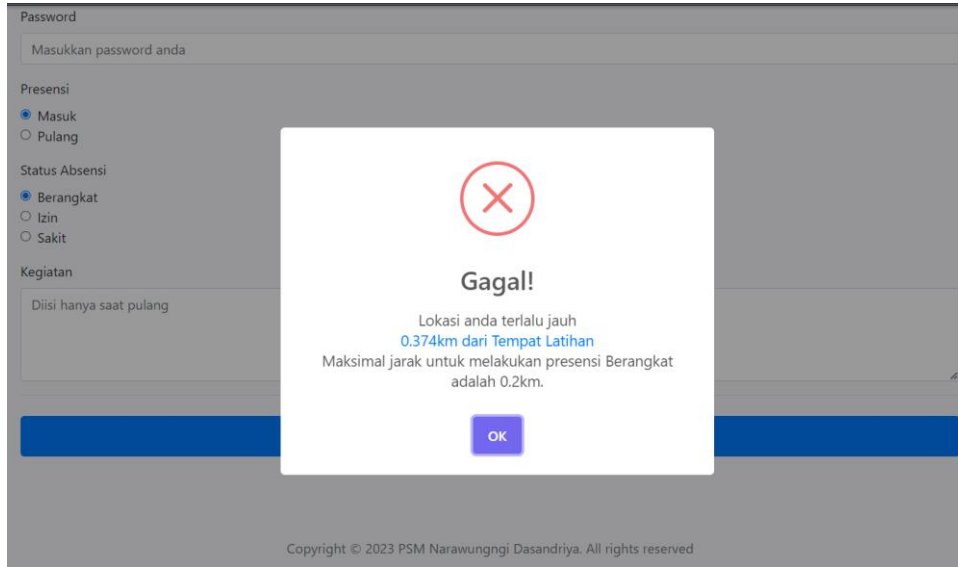 Password
Masukkan password anda
Presensi
Masuk
Pulang
Status Absensi
Berangkat
Izin
Sakit
Kegiatan
Diisi hanya saat pulang
Gagal!
Lokasi anda terlalu jauh
0.374km dari Tempat Latihan
Maksimal jarak untuk melakukan presensi Berangkat
adalah 0.2km.
OK
Copyright © 2023 PSM Narawungngi Dasandriya. All rights reserved